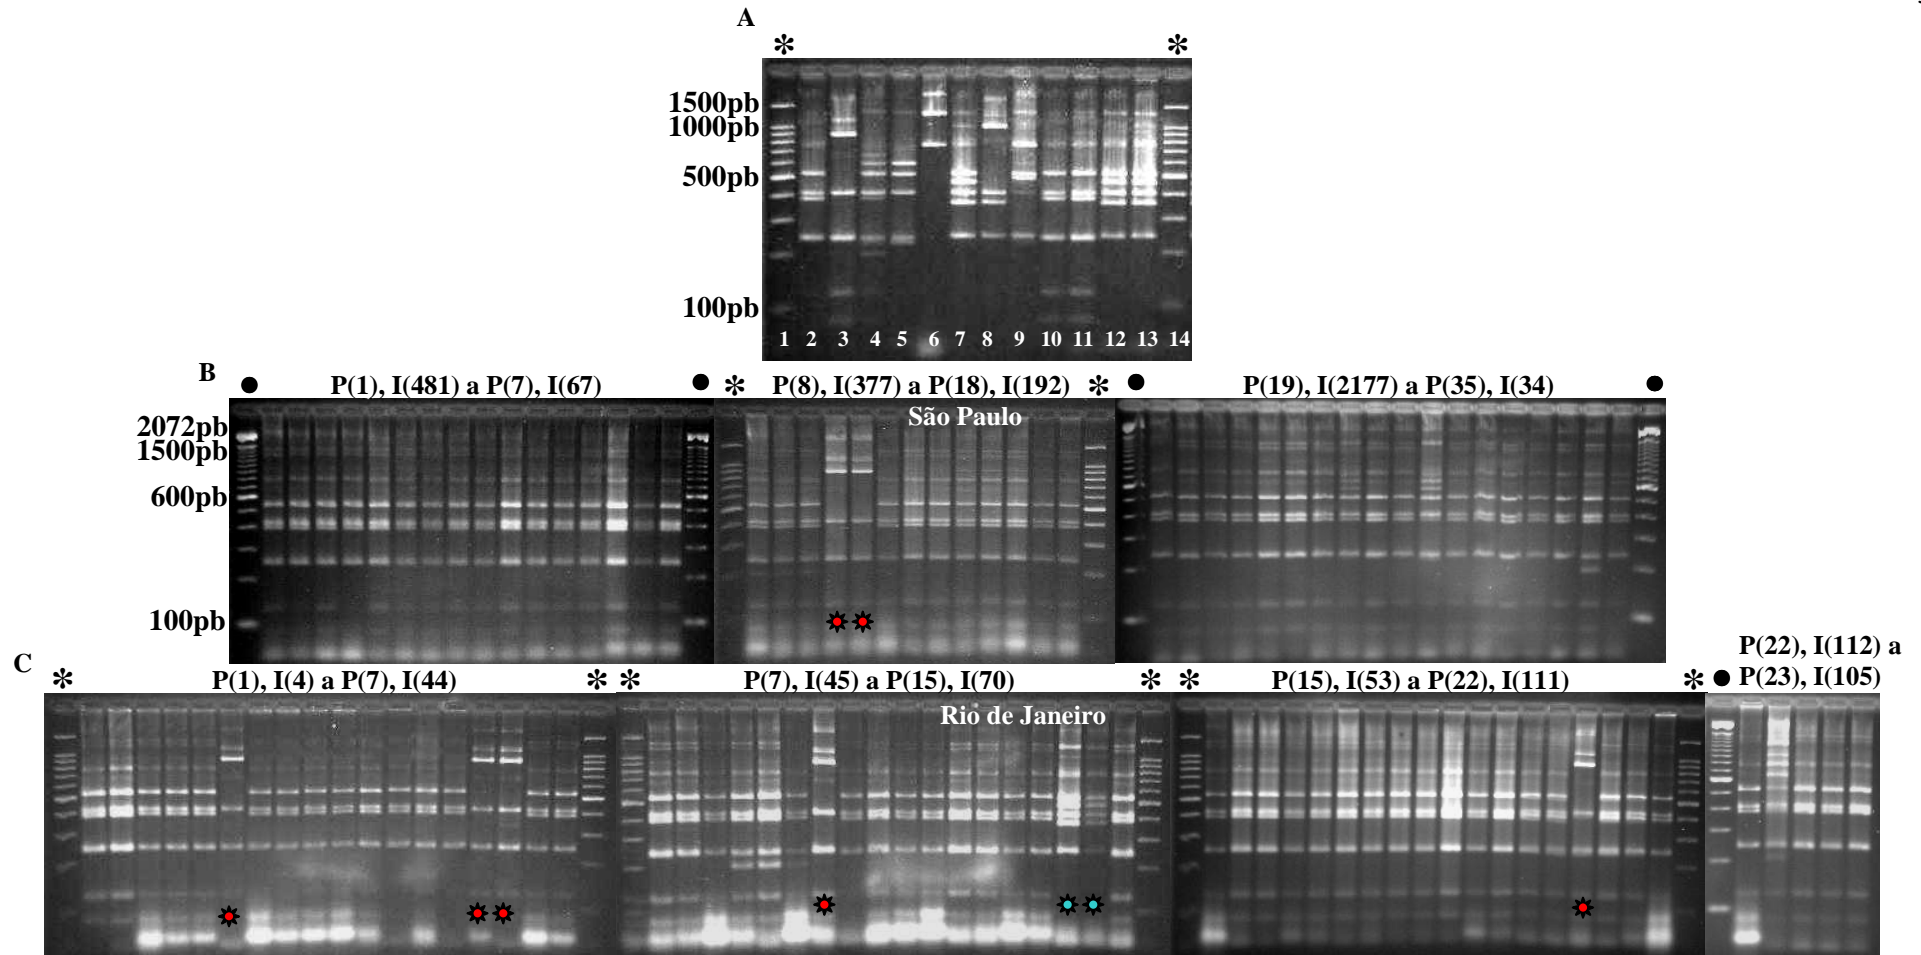 A
* *
1500pb
1000pb
500pb
100pb
1 2 3 4 5 6 7 8 9 10 11 12 13 14
B
● P(1), I(481) a P(7), I(67) ● * P(8), I(377) a P(18), I(192) * ● P(19), I(2177) a P(35), I(34) ●
São Paulo
2072pb
1500pb
600pb
100pb
C
* P(1), I(4) a P(7), I(44) * * P(7), I(45) a P(15), I(70) * * P(15), I(53) a P(22), I(111) * ●
P(22), I(112) a
P(23), I(105)
Rio de Janeiro